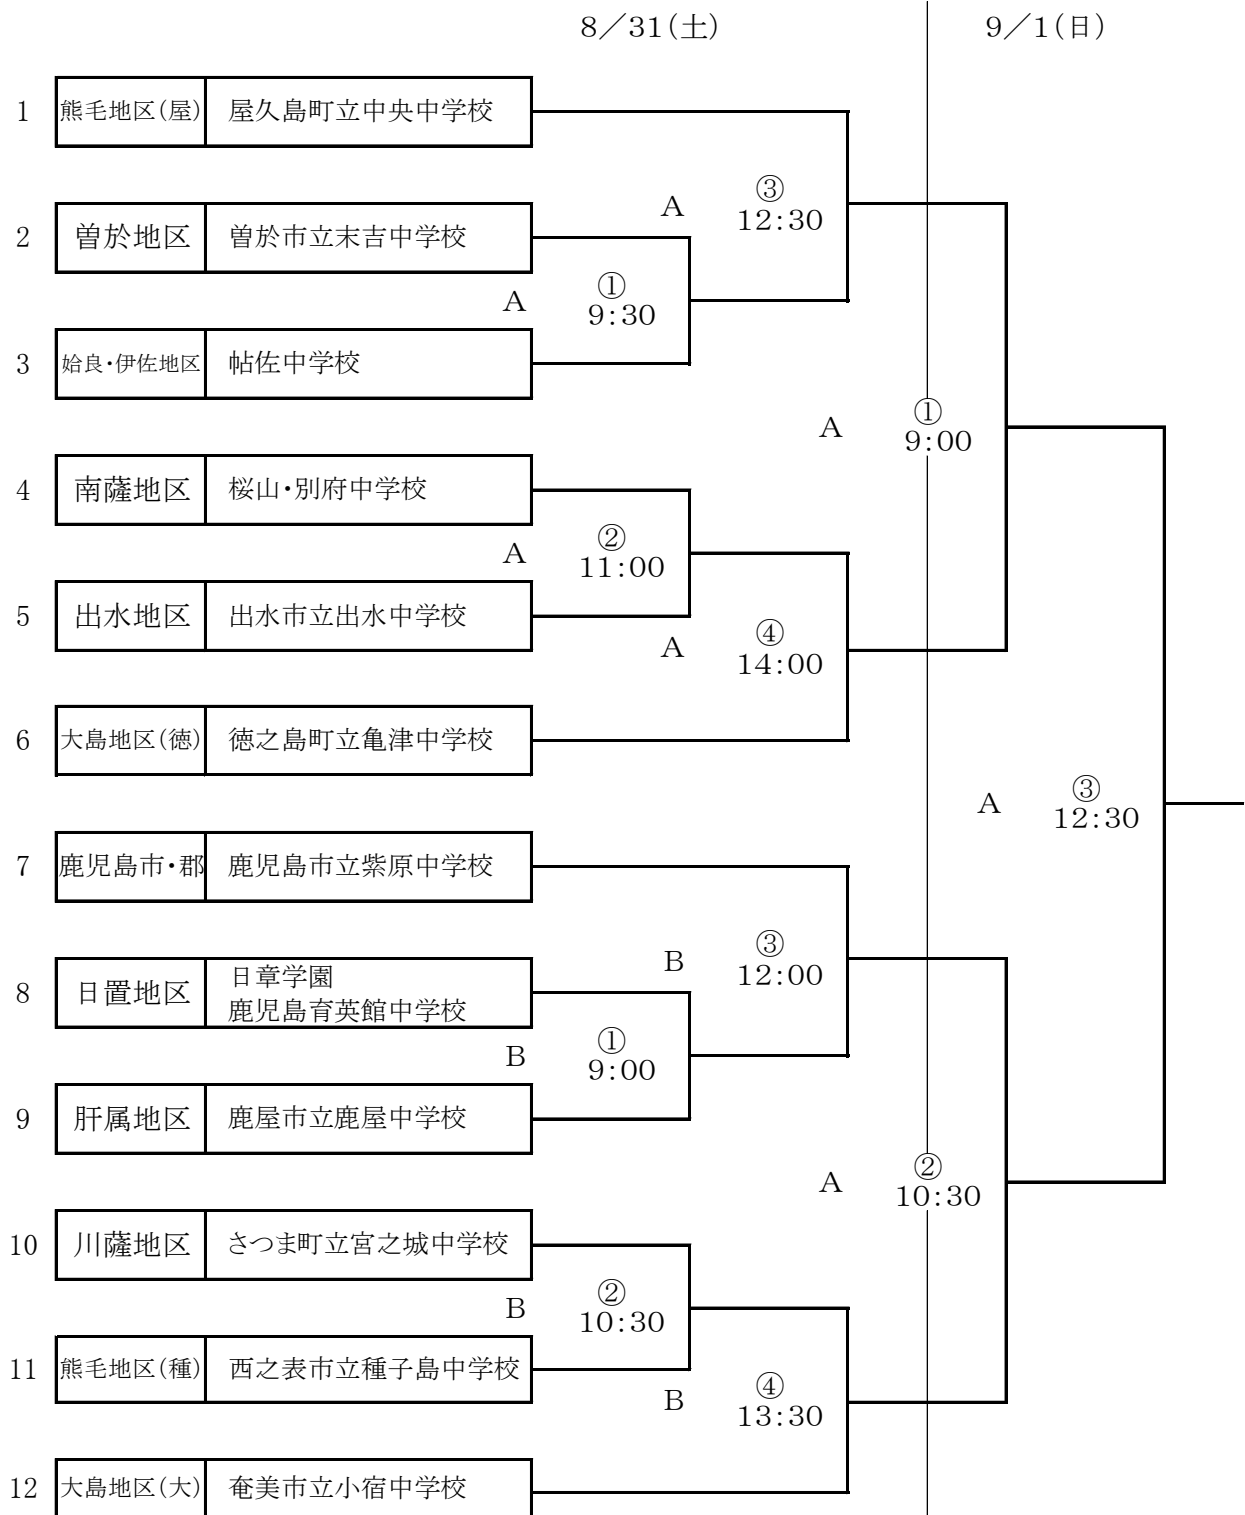 8／31(土)
9／1(日)
1 熊毛地区(屋) 屋久島町立中央中学校
③
A 12:30
2 曽於地区 曽於市立末吉中学校
①
A 9:30
3 姶良・伊佐地区 帖佐中学校
①
A 9:00
4 南薩地区 桜山・別府中学校
②
A 11:00
5 出水地区 出水市立出水中学校
④
A 14:00
6 大島地区(徳) 徳之島町立亀津中学校
③
A 12:30
7 鹿児島市・郡 鹿児島市立紫原中学校
③
B 12:00
8 日置地区 日章学園
鹿児島育英館中学校
①
B 9:00
9 肝属地区 鹿屋市立鹿屋中学校
②
A 10:30
10 川薩地区 さつま町立宮之城中学校
②
B 10:30
11 熊毛地区(種) 西之表市立種子島中学校
④
B 13:30
12 大島地区(大) 奄美市立小宿中学校